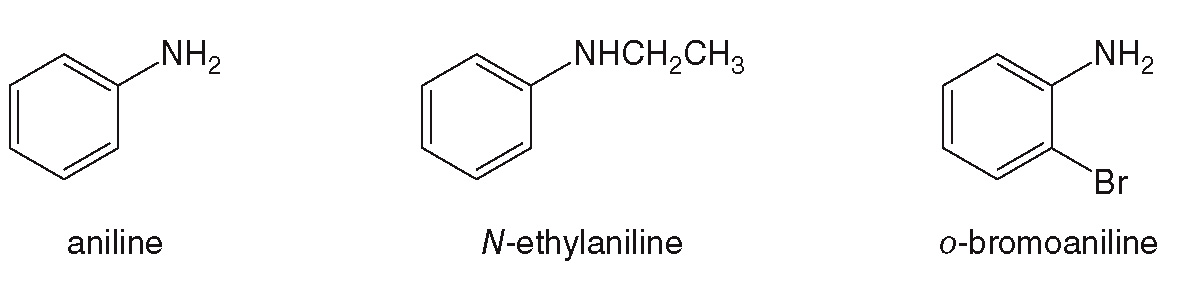 NH₂ NHCH₂CH₃ NH₂
Br
aniline N-ethylaniline o-bromoaniline